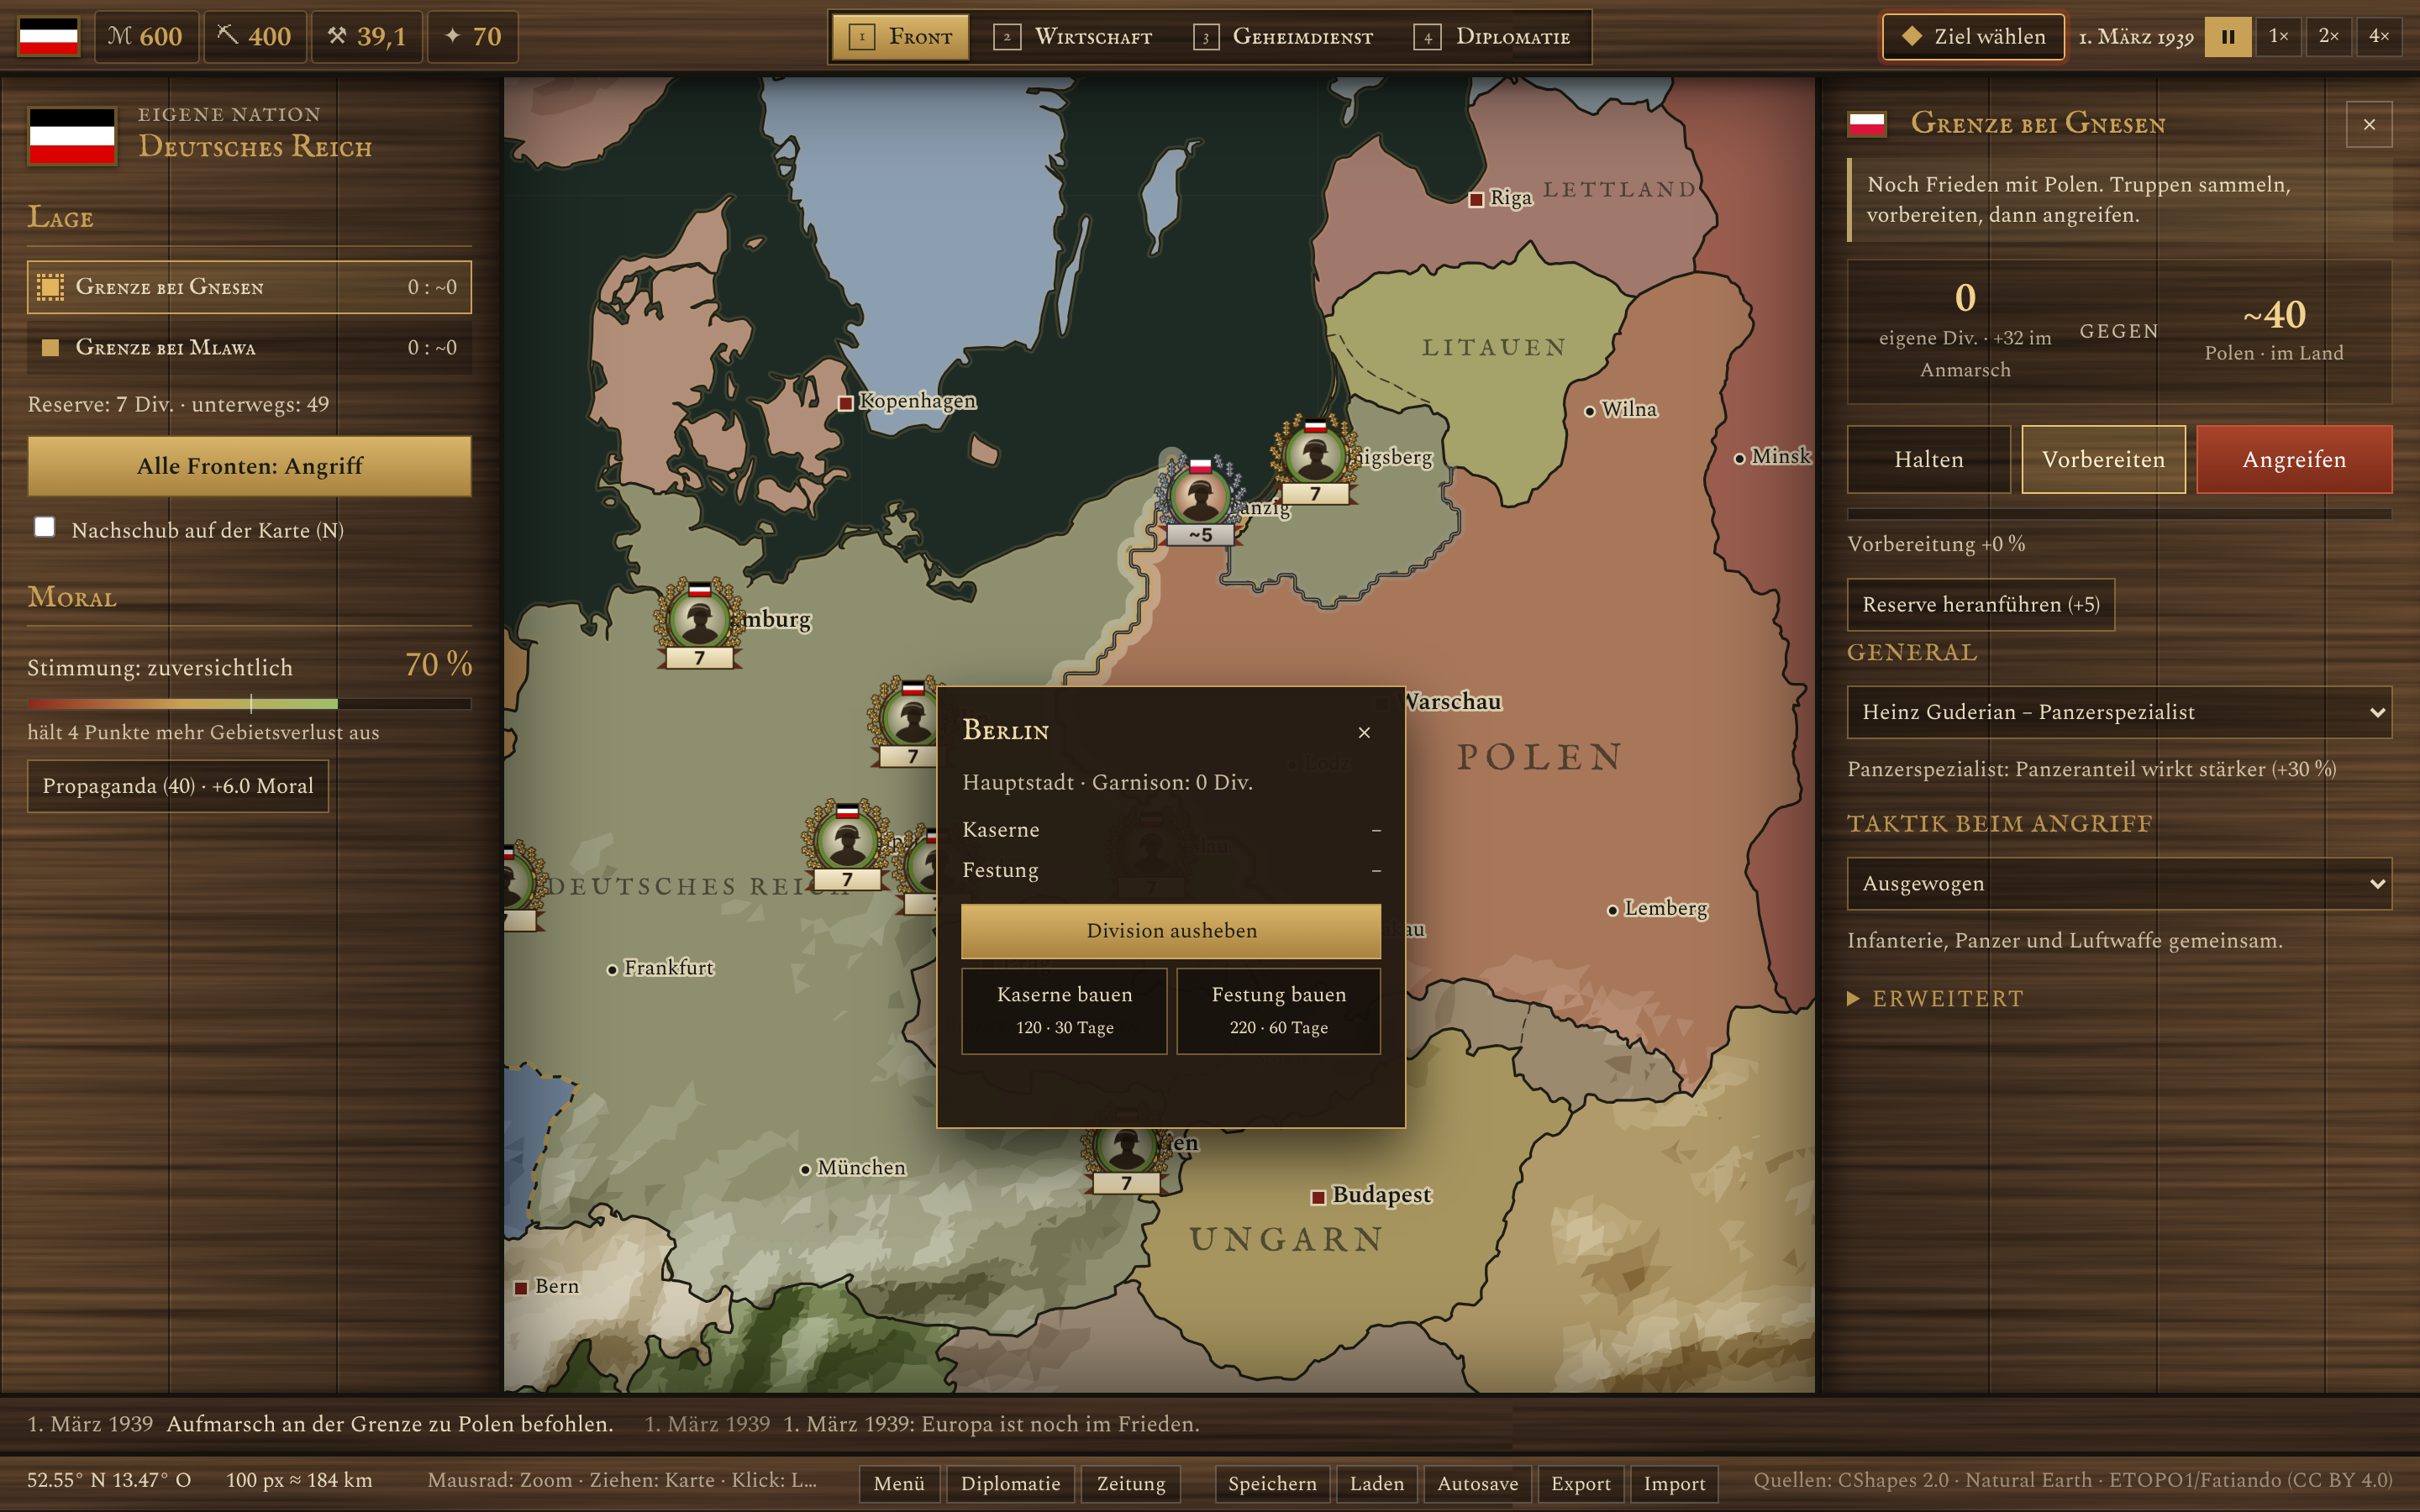 ℳ 600
400
39,1
70
1 Front
2 Wirtschaft
3 Geheimdienst
4 Diplomatie
Ziel wählen
1. März 1939
1×
2×
4×
EIGENE NATION
Deutsches Reich
Lage
Grenze bei Gnesen 0 : ~0
Grenze bei Mlawa 0 : ~0
Reserve: 7 Div. · unterwegs: 49
Alle Fronten: Angriff
Nachschub auf der Karte (N)
Moral
Stimmung: zuversichtlich 70 %
hält 4 Punkte mehr Gebietsverlust aus
Propaganda (40) · +6.0 Moral
Riga
LETTLAND
LITAUEN
Kopenhagen
Wilna
igsberg
Minsk
7
anzig
~5
mburg
7
7
Warschau
POLEN
7
DEUTSCHES REICH
Lemberg
kau
Frankfurt
ien
7
München
Budapest
UNGARN
Bern
Berlin
×
Hauptstadt · Garnison: 0 Div.
Kaserne –
Festung –
Division ausheben
Kaserne bauen
120 · 30 Tage
Festung bauen
220 · 60 Tage
Grenze bei Gnesen
×
Noch Frieden mit Polen. Truppen sammeln,
vorbereiten, dann angreifen.
0
eigene Div. · +32 im
Anmarsch
GEGEN
~40
Polen · im Land
Halten
Vorbereiten
Angreifen
Vorbereitung +0 %
Reserve heranführen (+5)
GENERAL
Heinz Guderian – Panzerspezialist
Panzerspezialist: Panzeranteil wirkt stärker (+30 %)
TAKTIK BEIM ANGRIFF
Ausgewogen
Infanterie, Panzer und Luftwaffe gemeinsam.
ERWEITERT
1. März 1939 Aufmarsch an der Grenze zu Polen befohlen.
1. März 1939 1. März 1939: Europa ist noch im Frieden.
52.55° N 13.47° O
100 px ≈ 184 km
Mausrad: Zoom · Ziehen: Karte · Klick: L...
Menü
Diplomatie
Zeitung
Speichern
Laden
Autosave
Export
Import
Quellen: CShapes 2.0 · Natural Earth · ETOPO1/Fatiando (CC BY 4.0)